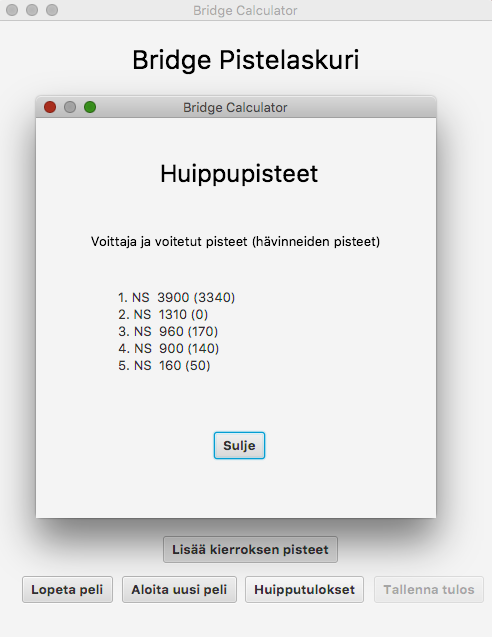 Bridge Calculator
Bridge Pistelaskuri
Bridge Calculator
Huippupisteet
Voittaja ja voitetut pisteet (hävinneiden pisteet)
1. NS  3900 (3340)
2. NS  1310 (0)
3. NS  960 (170)
4. NS  900 (140)
5. NS  160 (50)
Sulje
Lisää kierroksen pisteet
Lopeta peli Aloita uusi peli Huipputulokset Tallenna tulos